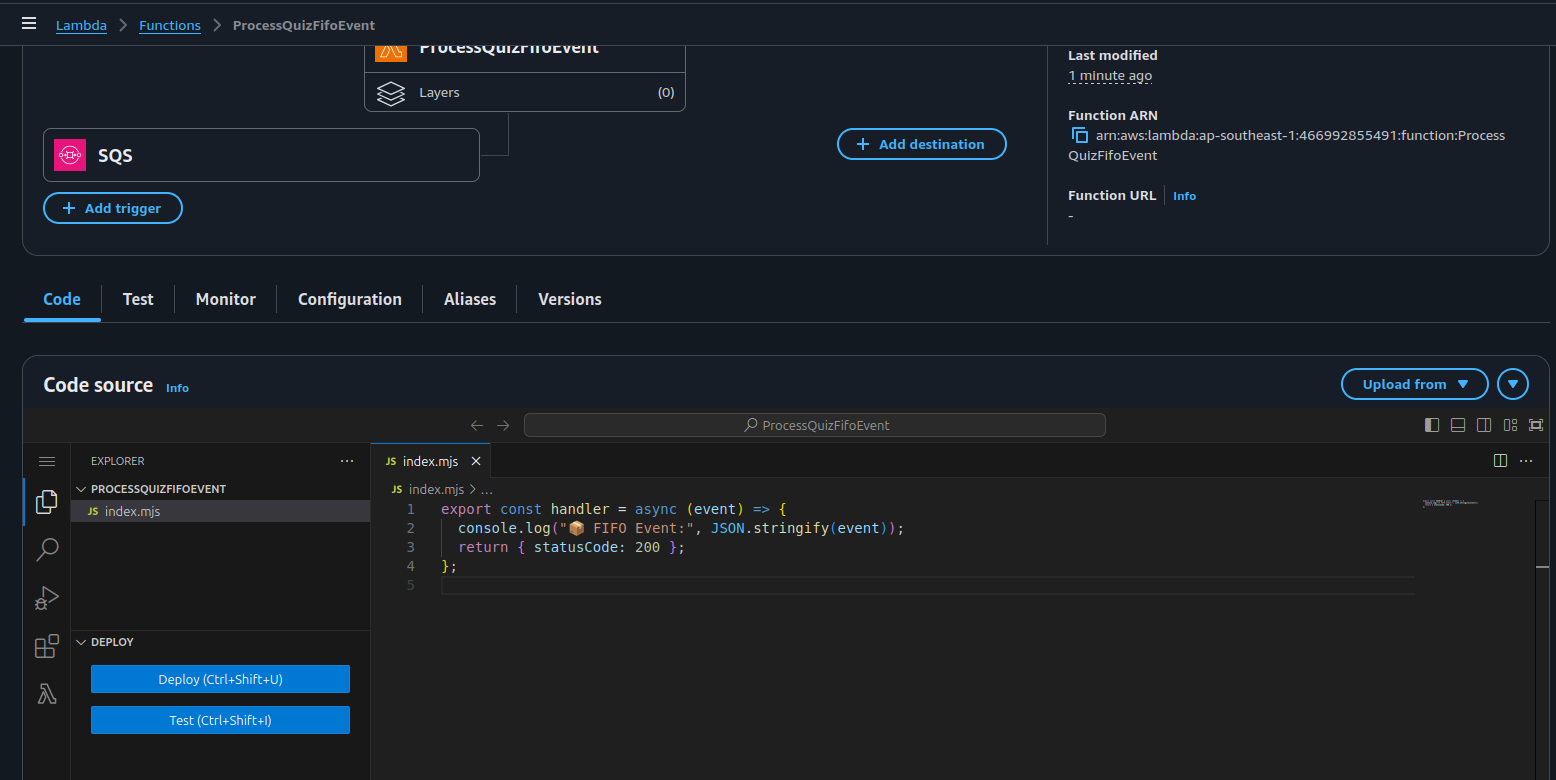 Lambda > Functions > ProcessQuizFifoEvent
ProcessQuizFifoEvent
Layers (0)
SQS
+ Add trigger
+ Add destination
Last modified
1 minute ago
Function ARN
arn:aws:lambda:ap-southeast-1:466992855491:function:Process
QuizFifoEvent
Function URL Info
-
Code Test Monitor Configuration Aliases Versions
Code source Info
Upload from
ProcessQuizFifoEvent
EXPLORER
PROCESSQUIZFIFOEVENT
JS index.mjs
DEPLOY
Deploy (Ctrl+Shift+U)
Test (Ctrl+Shift+I)
JS index.mjs
JS index.mjs > ...
1 export const handler = async (event) => {
2 console.log("📦 FIFO Event:", JSON.stringify(event));
3 return { statusCode: 200 };
4 };
5